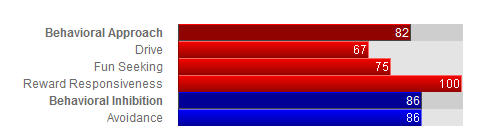 Behavioral Approach 82
Drive 67
Fun Seeking 75
Reward Responsiveness 100
Behavioral Inhibition 86
Avoidance 86